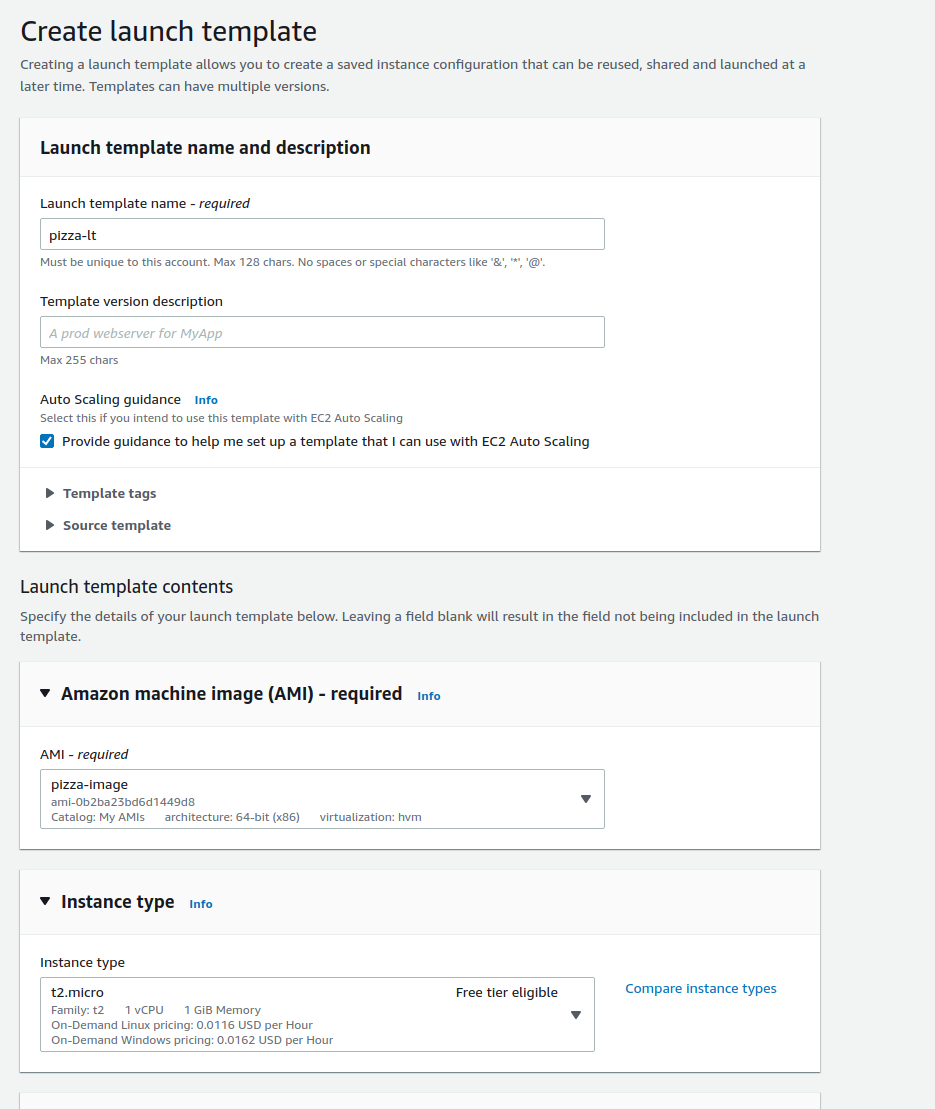 Create launch template
Creating a launch template allows you to create a saved instance configuration that can be reused, shared and launched at a
later time. Templates can have multiple versions.
Launch template name and description
Launch template name - required
pizza-lt
Must be unique to this account. Max 128 chars. No spaces or special characters like '&', '*', '@'.
Template version description
A prod webserver for MyApp
Max 255 chars
Auto Scaling guidance Info
Select this if you intend to use this template with EC2 Auto Scaling
Provide guidance to help me set up a template that I can use with EC2 Auto Scaling
Template tags
Source template
Launch template contents
Specify the details of your launch template below. Leaving a field blank will result in the field not being included in the launch
template.
Amazon machine image (AMI) - required Info
AMI - required
pizza-image
ami-0b2ba23bd6d1449d8
Catalog: My AMIs architecture: 64-bit (x86) virtualization: hvm
Instance type Info
Instance type
t2.micro Free tier eligible
Compare instance types
Family: t2 1 vCPU 1 GiB Memory
On-Demand Linux pricing: 0.0116 USD per Hour
On-Demand Windows pricing: 0.0162 USD per Hour